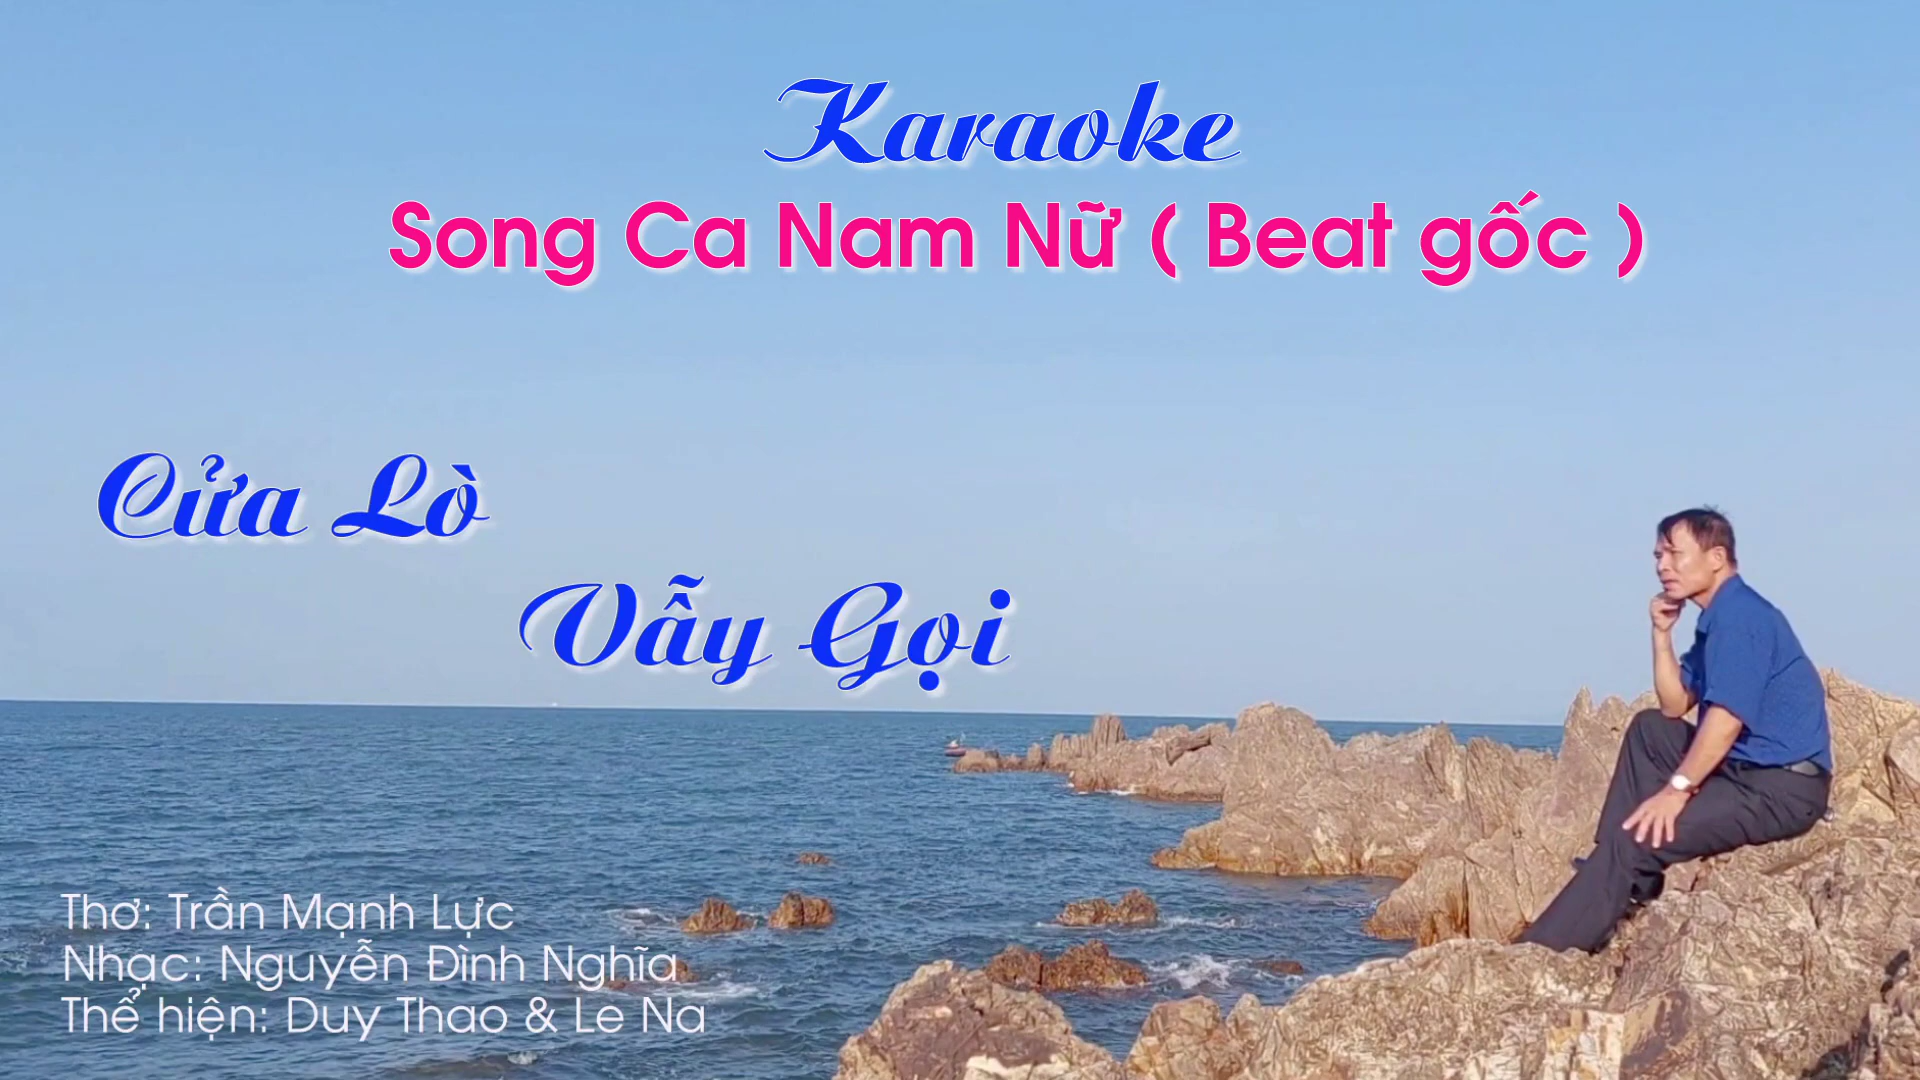 Karaoke
Song Ca Nam Nữ ( Beat gốc )
Cửa Lò
Vẫy Gọi
Thơ: Trần Mạnh Lực
Nhạc: Nguyễn Đình Nghĩa
Thể hiện: Duy Thao & Le Na